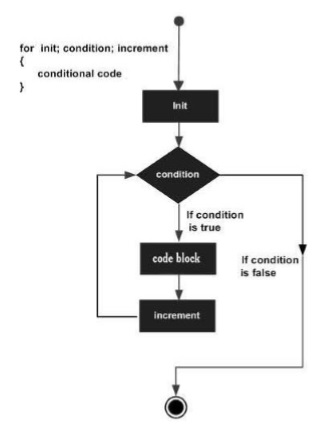 for init; condition; increment
{
conditional code
}
Init
condition
If condition
is true
code block
If condition
is false
increment